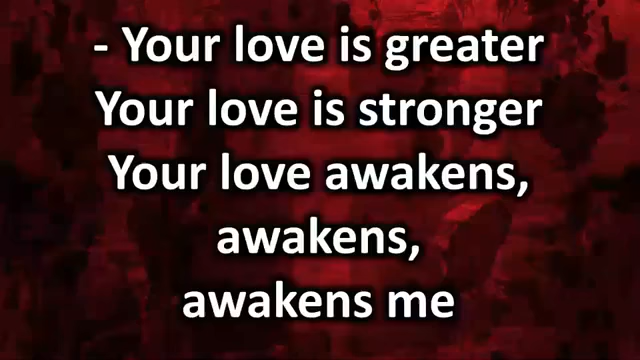 - Your love is greater
Your love is stronger
Your love awakens,
awakens,
awakens me